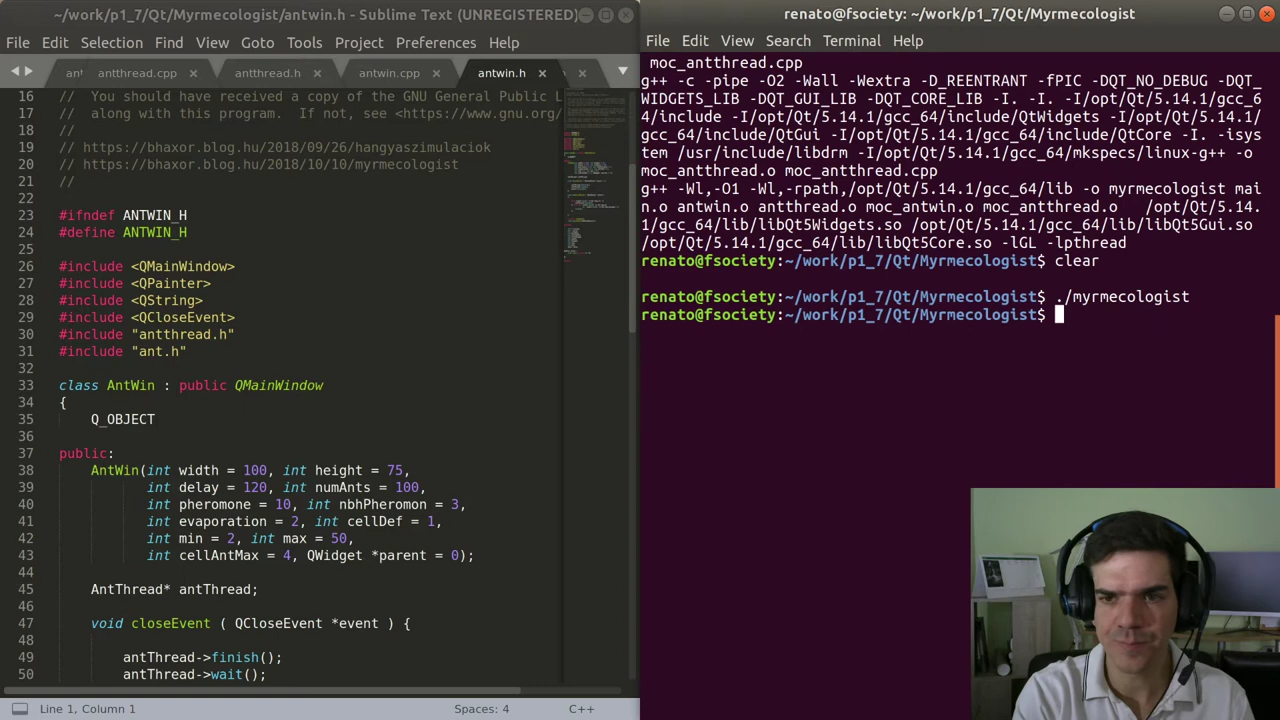 ~/work/p1_7/Qt/Myrmecologist/antwin.h - Sublime Text (UNREGISTERED)
File Edit Selection Find View Goto Tools Project Preferences Help
ant antthread.cpp antthread.h antwin.cpp antwin.h
16 // You should have received a copy of the GNU General Public L
17 // along with this program. If not, see <https://www.gnu.org/
18 //
19 // https://bhaxor.blog.hu/2018/09/26/hangyaszimulaciok
20 // https://bhaxor.blog.hu/2018/10/10/myrmecologist
21 //
22
23 #ifndef ANTWIN_H
24 #define ANTWIN_H
25
26 #include <QMainWindow>
27 #include <QPainter>
28 #include <QString>
29 #include <QCloseEvent>
30 #include "antthread.h"
31 #include "ant.h"
32
33 class AntWin : public QMainWindow
34 {
35 Q_OBJECT
36
37 public:
38 AntWin(int width = 100, int height = 75,
39 int delay = 120, int numAnts = 100,
40 int pheromone = 10, int nbhPheromon = 3,
41 int evaporation = 2, int cellDef = 1,
42 int min = 2, int max = 50,
43 int cellAntMax = 4, QWidget *parent = 0);
44
45 AntThread* antThread;
46
47 void closeEvent ( QCloseEvent *event ) {
48
49 antThread->finish();
50 antThread->wait();
Line 1, Column 1 Spaces: 4 C++
renato@fsociety: ~/work/p1_7/Qt/Myrmecologist
File Edit View Search Terminal Help
moc_antthread.cpp
g++ -c -pipe -O2 -Wall -Wextra -D_REENTRANT -fPIC -DQT_NO_DEBUG -DQT_
WIDGETS_LIB -DQT_GUI_LIB -DQT_CORE_LIB -I. -I. -I/opt/Qt/5.14.1/gcc_6
4/include -I/opt/Qt/5.14.1/gcc_64/include/QtWidgets -I/opt/Qt/5.14.1/
gcc_64/include/QtGui -I/opt/Qt/5.14.1/gcc_64/include/QtCore -I. -isys
tem /usr/include/libdrm -I/opt/Qt/5.14.1/gcc_64/mkspecs/linux-g++ -o
moc_antthread.o moc_antthread.cpp
g++ -Wl,-O1 -Wl,-rpath,/opt/Qt/5.14.1/gcc_64/lib -o myrmecologist mai
n.o antwin.o antthread.o moc_antwin.o moc_antthread.o /opt/Qt/5.14.
1/gcc_64/lib/libQt5Widgets.so /opt/Qt/5.14.1/gcc_64/lib/libQt5Gui.so
/opt/Qt/5.14.1/gcc_64/lib/libQt5Core.so -lGL -lpthread
renato@fsociety:~/work/p1_7/Qt/Myrmecologist$ clear
renato@fsociety:~/work/p1_7/Qt/Myrmecologist$ ./myrmecologist
renato@fsociety:~/work/p1_7/Qt/Myrmecologist$